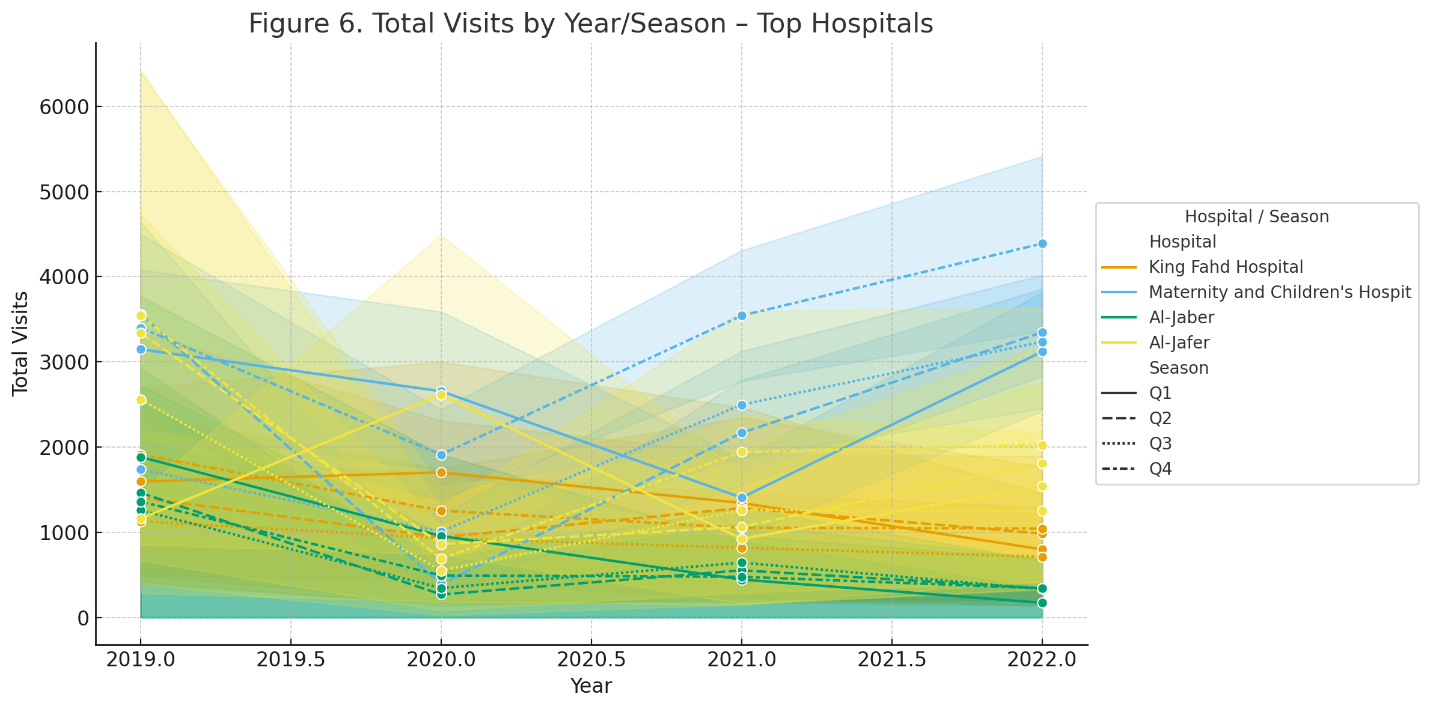 Figure 6. Total Visits by Year/Season – Top Hospitals
Total Visits
6000
5000
4000
3000
2000
1000
0
2019.0 2019.5 2020.0 2020.5 2021.0 2021.5 2022.0
Year
Hospital / Season
Hospital
King Fahd Hospital
Maternity and Children's Hospit
Al-Jaber
Al-Jafer
Season
Q1
Q2
Q3
Q4